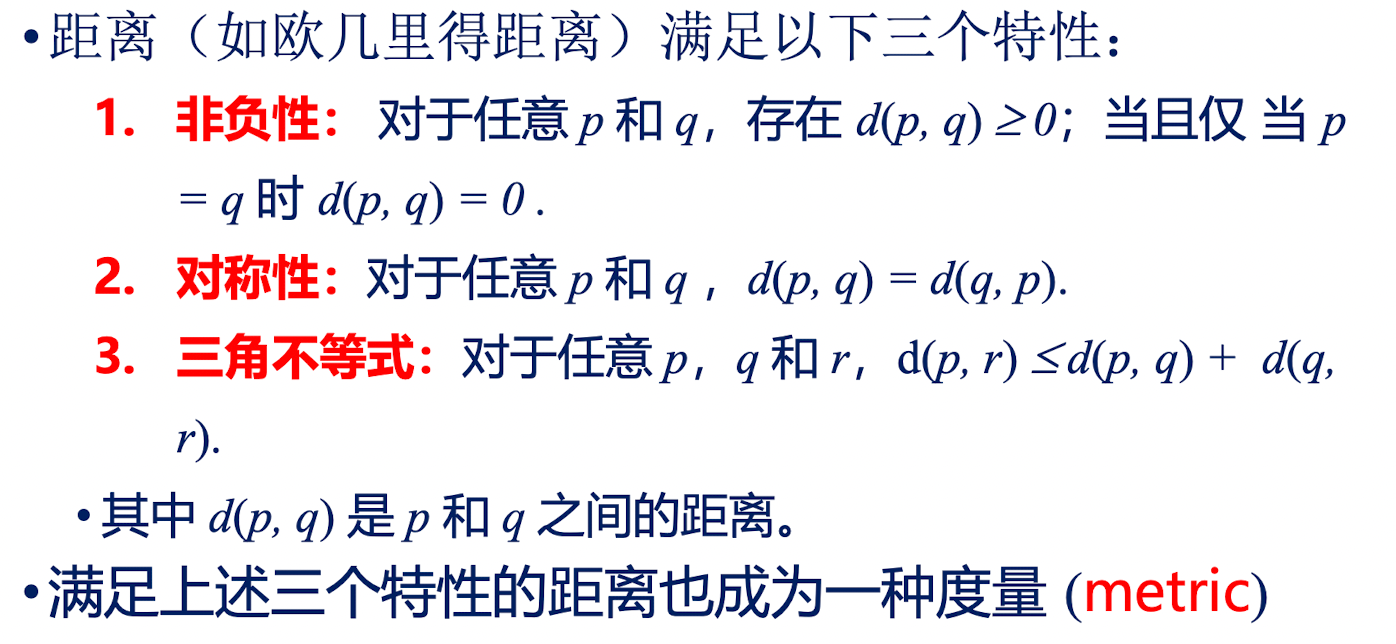 •距离（如欧几里得距离）满足以下三个特性：
1. 非负性： 对于任意 p 和 q，存在 d(p, q) ≥0；当且仅 当 p
= q 时 d(p, q) = 0 .
2. 对称性：对于任意 p 和 q ，d(p, q) = d(q, p).
3. 三角不等式：对于任意 p，q 和 r，d(p, r) ≤d(p, q) + d(q,
r).
•其中 d(p, q) 是 p 和 q 之间的距离。
•满足上述三个特性的距离也成为一种度量 (metric)